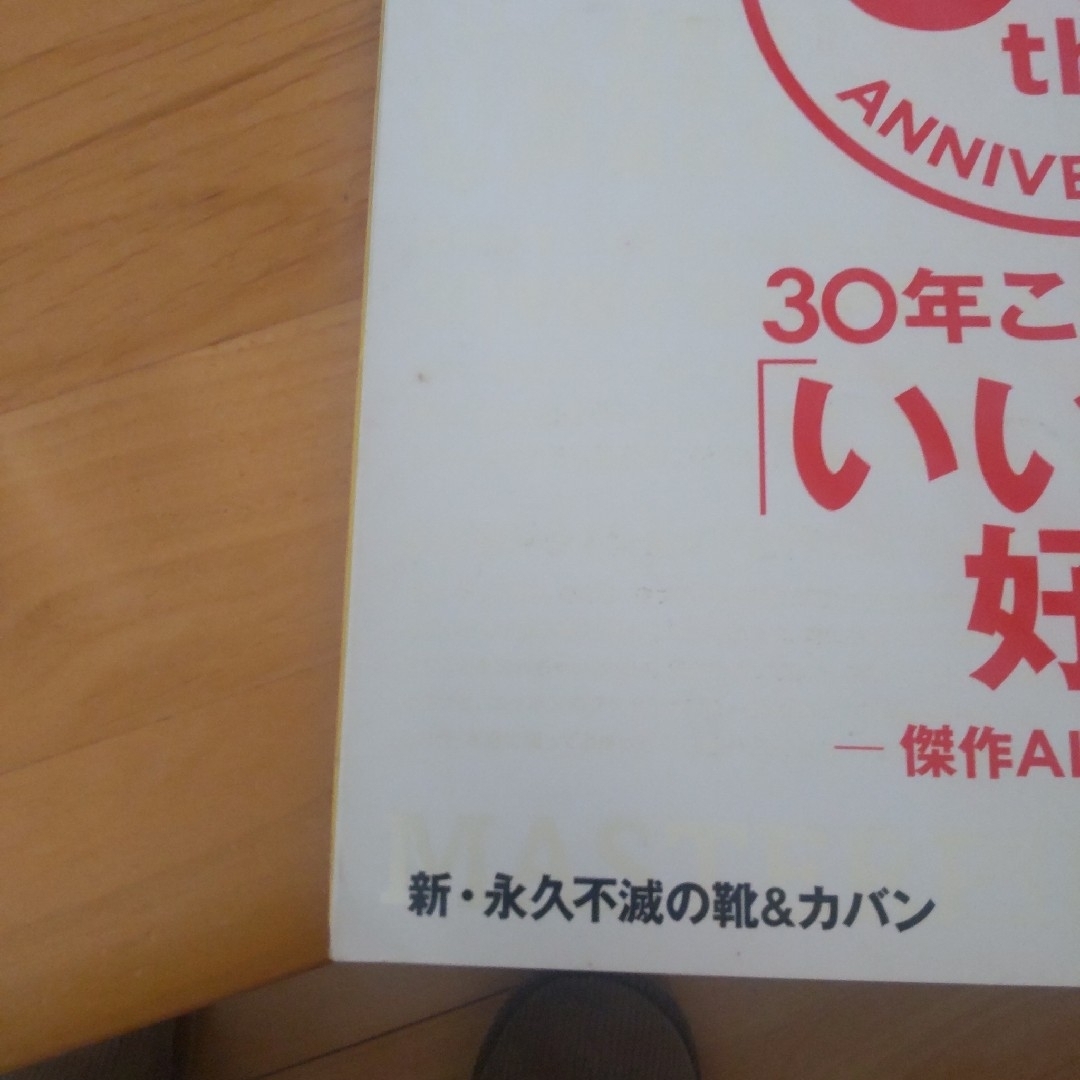 th
ANNIVE
30年こ
「いい
好
― 傑作A
新・永久不滅の靴&カバン